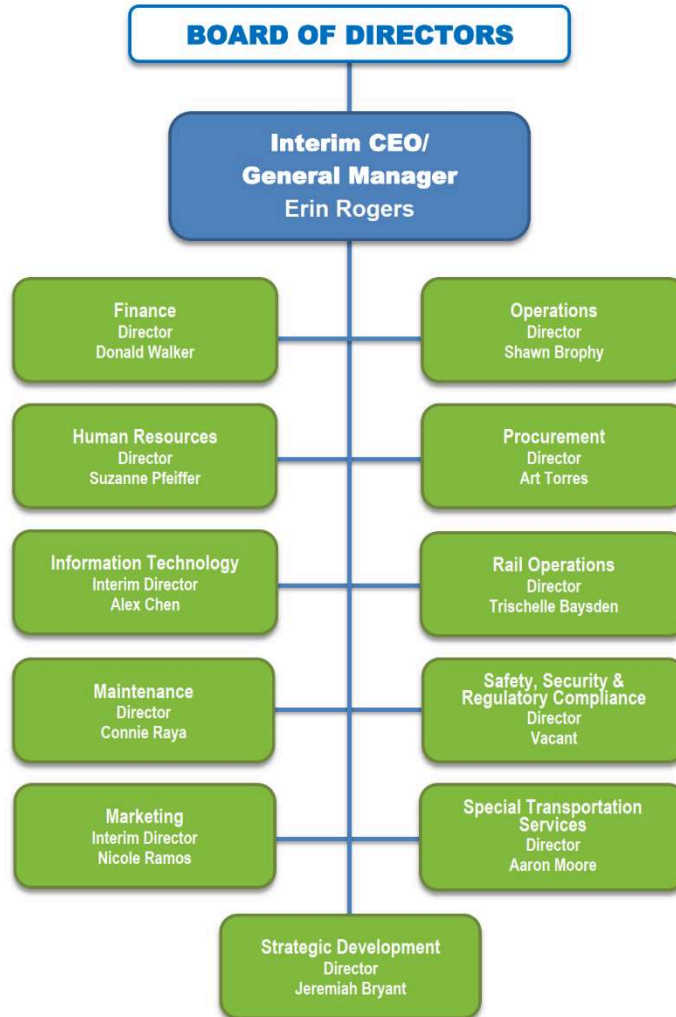 BOARD OF DIRECTORS
Interim CEO/
General Manager
Erin Rogers
Finance
Director
Donald Walker
Operations
Director
Shawn Brophy
Human Resources
Director
Suzanne Pfeiffer
Procurement
Director
Art Torres
Information Technology
Interim Director
Alex Chen
Rail Operations
Director
Trischelle Baysden
Maintenance
Director
Connie Raya
Safety, Security &
Regulatory Compliance
Director
Vacant
Marketing
Interim Director
Nicole Ramos
Special Transportation
Services
Director
Aaron Moore
Strategic Development
Director
Jeremiah Bryant